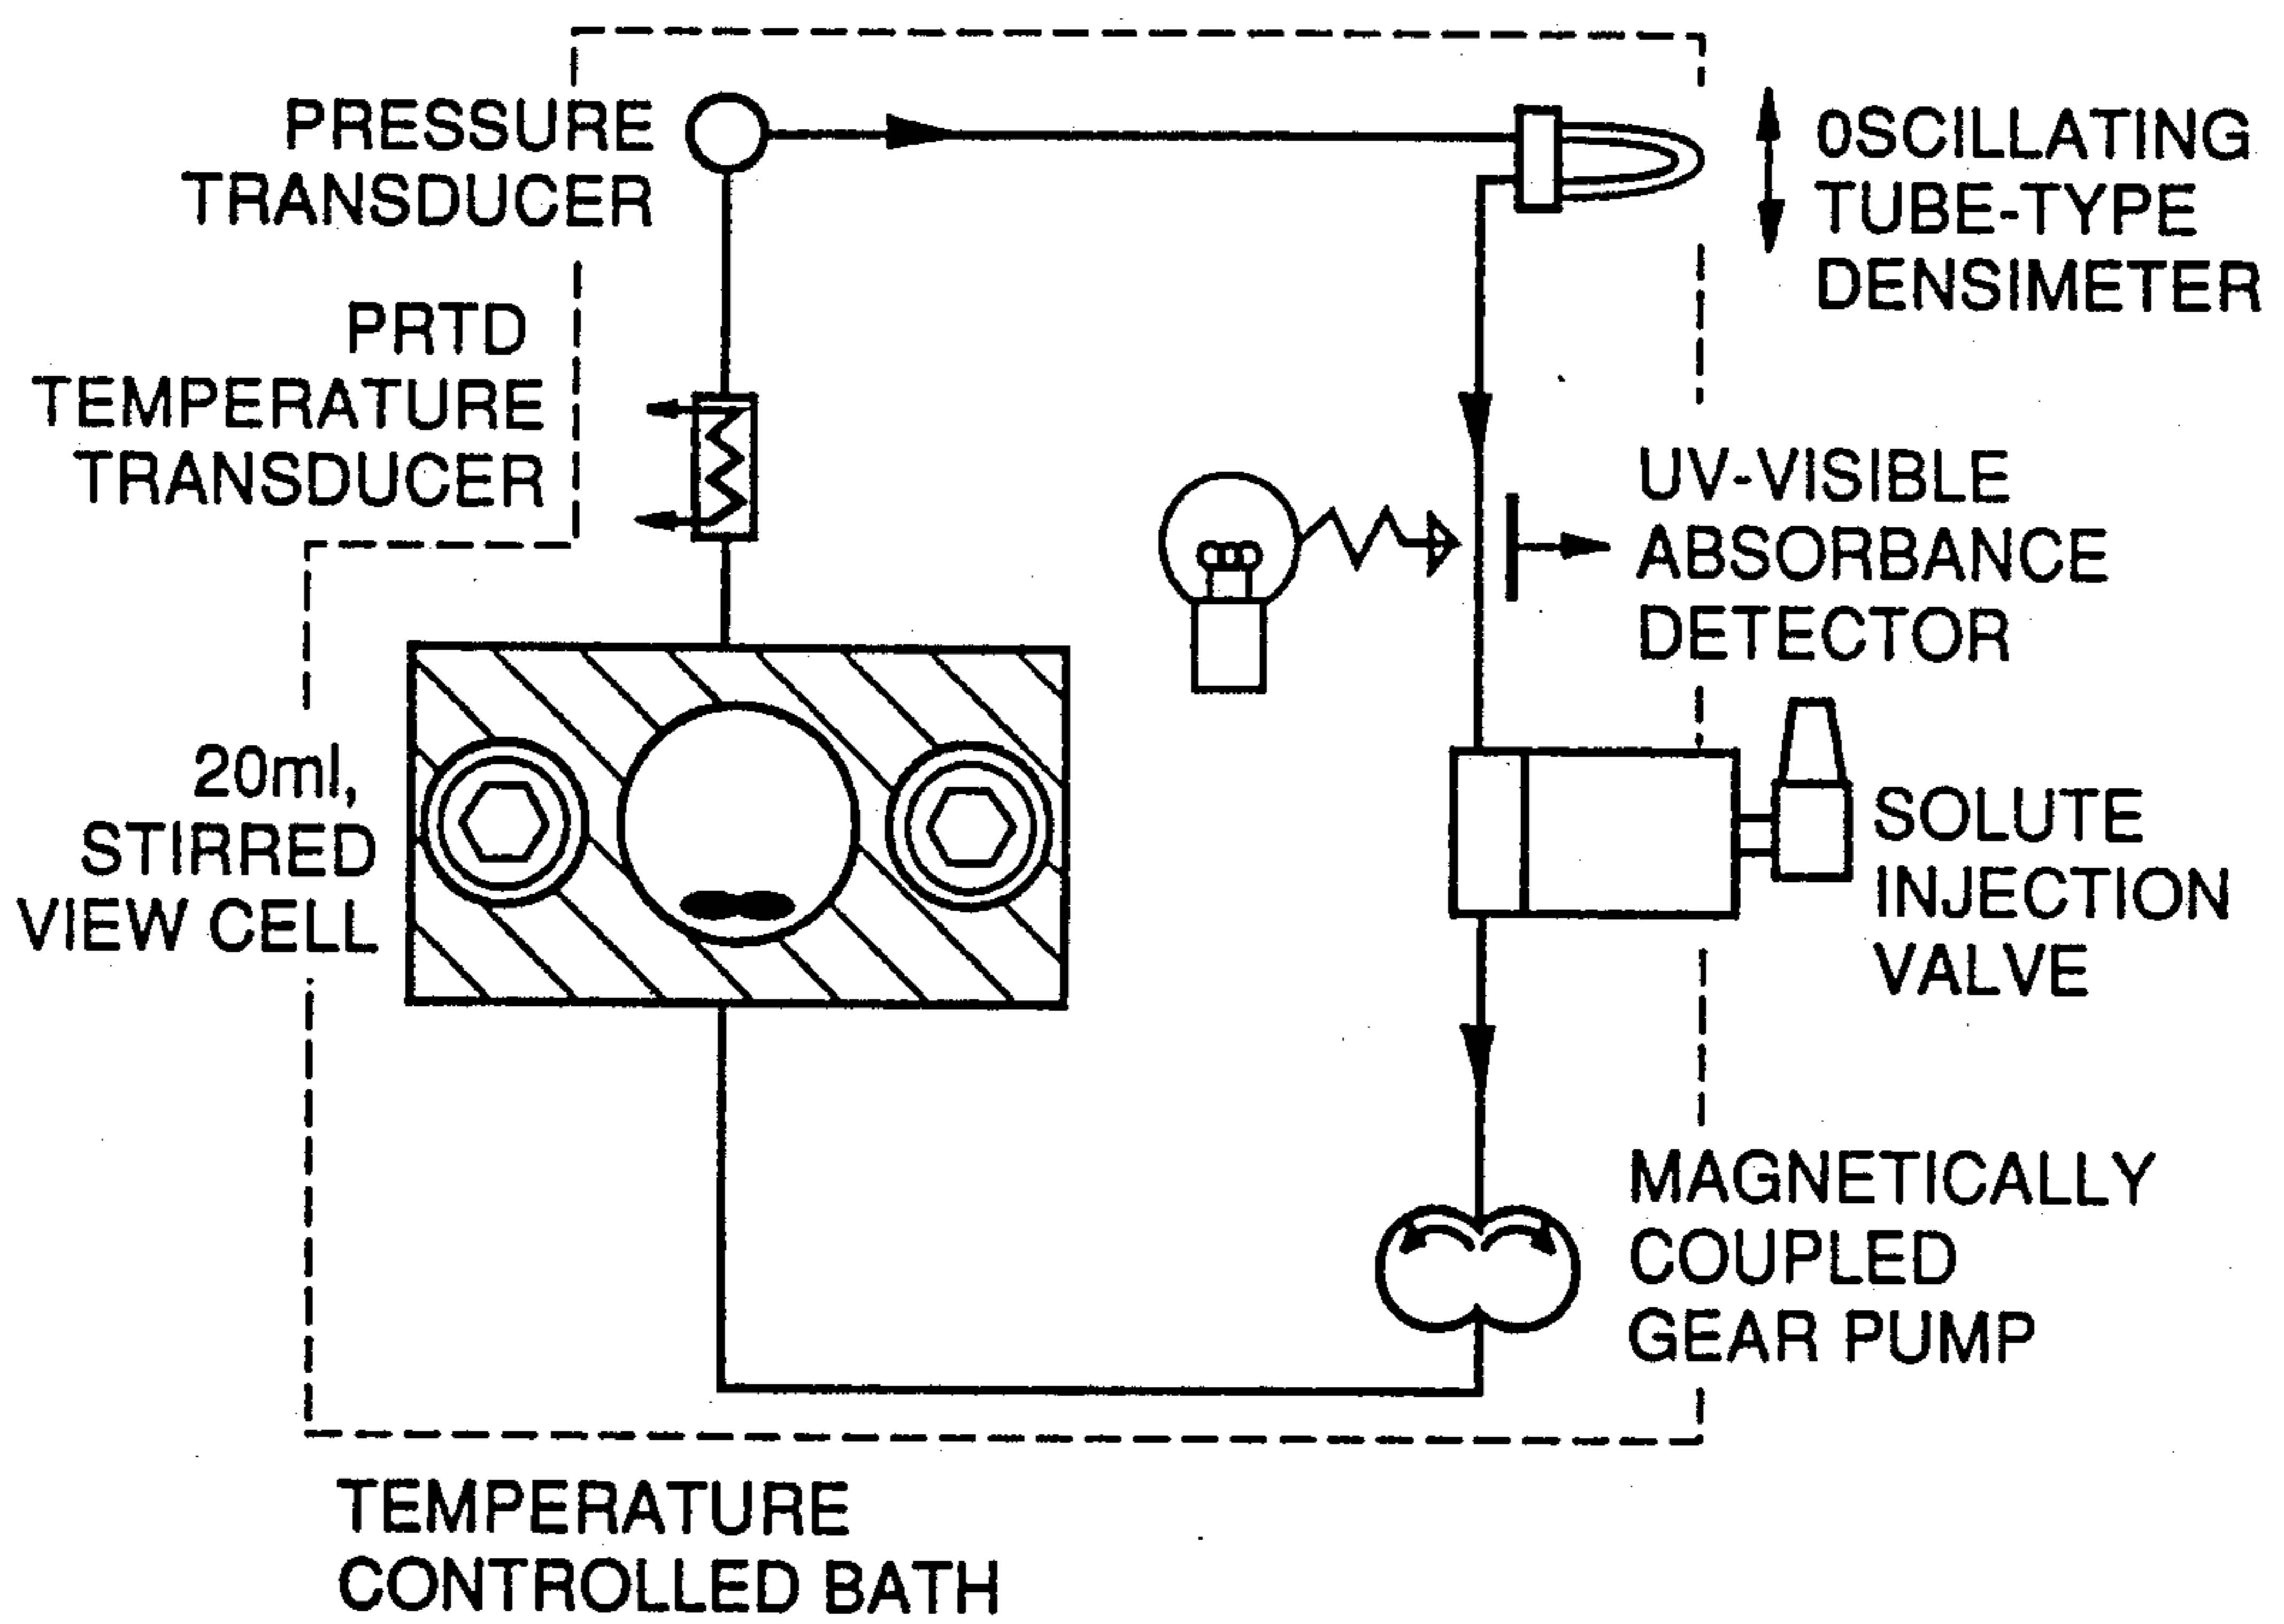 PRESSURE
TRANSDUCER
OSCILLATING
TUBE-TYPE
DENSIMETER
PRTD
TEMPERATURE
TRANSDUCER
UV-VISIBLE
ABSORBANCE
DETECTOR
20ml,
STIRRED
VIEW CELL
SOLUTE
INJECTION
VALVE
MAGNETICALLY
COUPLED
GEAR PUMP
TEMPERATURE
CONTROLLED BATH